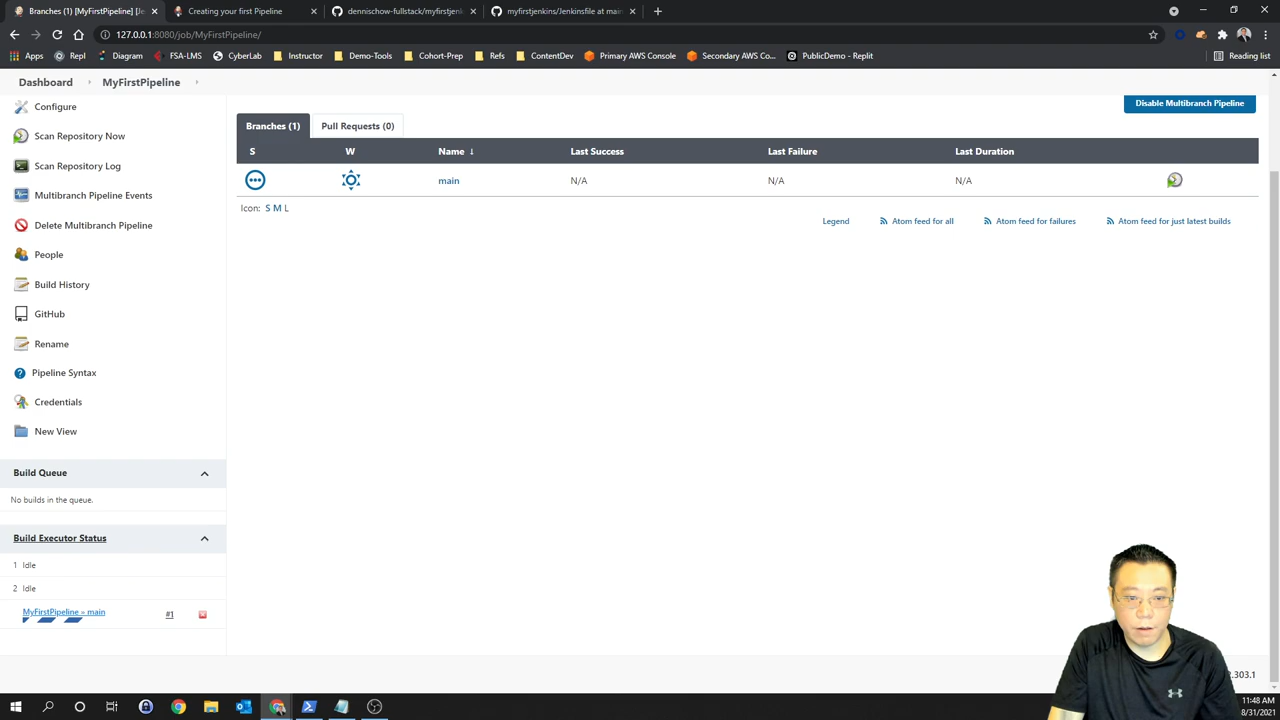 Branches (1) [MyFirstPipeline] [Je
Creating your first Pipeline
dennischow-fullstack/myfirstjenkin
myfirstjenkins/Jenkinsfile at main
127.0.0.1:8080/job/MyFirstPipeline/
Apps
Repl
Diagram
FSA-LMS
CyberLab
Instructor
Demo-Tools
Cohort-Prep
Refs
ContentDev
Primary AWS Console
Secondary AWS Co...
PublicDemo - Replit
Reading list
Dashboard
MyFirstPipeline
Configure
Disable Multibranch Pipeline
Branches (1)
Pull Requests (0)
Scan Repository Now
S W Name ↓ Last Success Last Failure Last Duration
Scan Repository Log
main N/A N/A N/A
Multibranch Pipeline Events
Icon: S M L
Legend
Atom feed for all
Atom feed for failures
Atom feed for just latest builds
Delete Multibranch Pipeline
People
Build History
GitHub
Rename
Pipeline Syntax
Credentials
New View
Build Queue
No builds in the queue.
Build Executor Status
1 Idle
2 Idle
MyFirstPipeline » main #1
.303.1
11:48 AM
8/31/2021